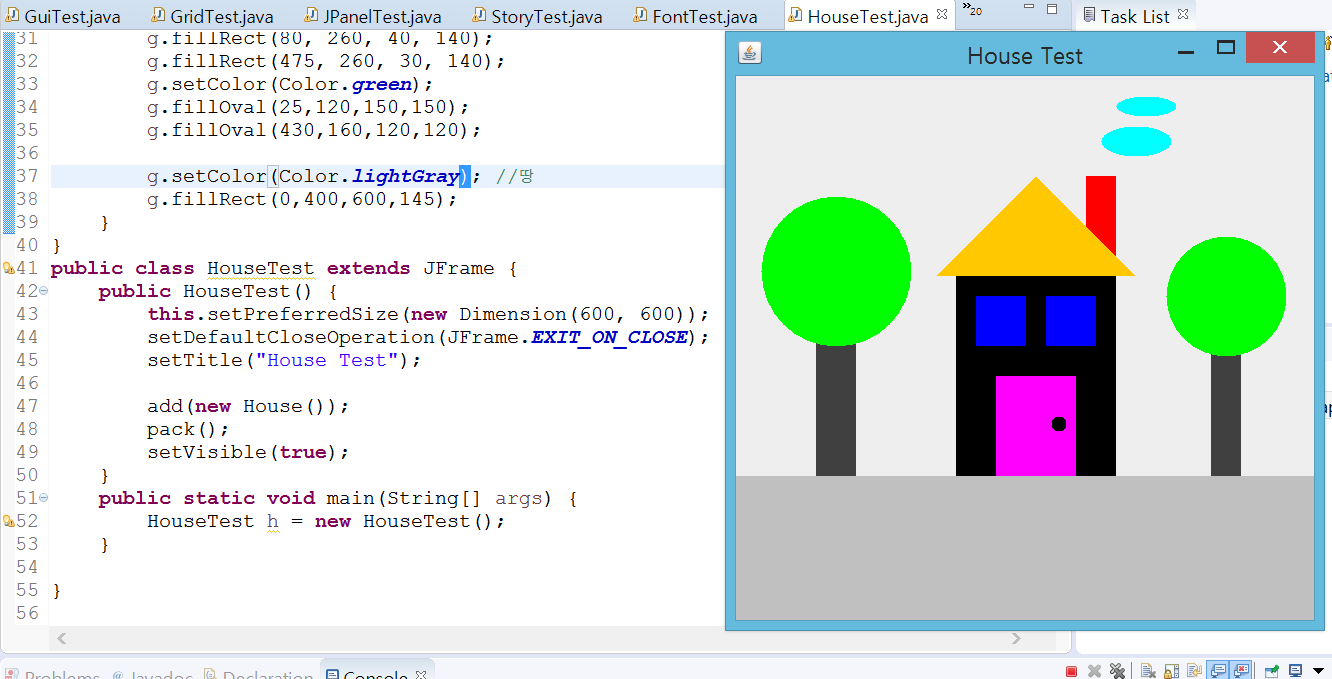 GuiTest.java GridTest.java JPanelTest.java StoryTest.java FontTest.java HouseTest.java »20 Task List
31 g.fillRect(80, 260, 40, 140);
32 g.fillRect(475, 260, 30, 140);
33 g.setColor(Color.green);
34 g.fillOval(25,120,150,150);
35 g.fillOval(430,160,120,120);
36
37 g.setColor(Color.lightGray); //땅
38 g.fillRect(0,400,600,145);
39 }
40 }
41 public class HouseTest extends JFrame {
42 public HouseTest() {
43 this.setPreferredSize(new Dimension(600, 600));
44 setDefaultCloseOperation(JFrame.EXIT_ON_CLOSE);
45 setTitle("House Test");
46
47 add(new House());
48 pack();
49 setVisible(true);
50 }
51 public static void main(String[] args) {
52 HouseTest h = new HouseTest();
53 }
54
55 }
56
House Test
Problems @ Javadoc Declaration Console